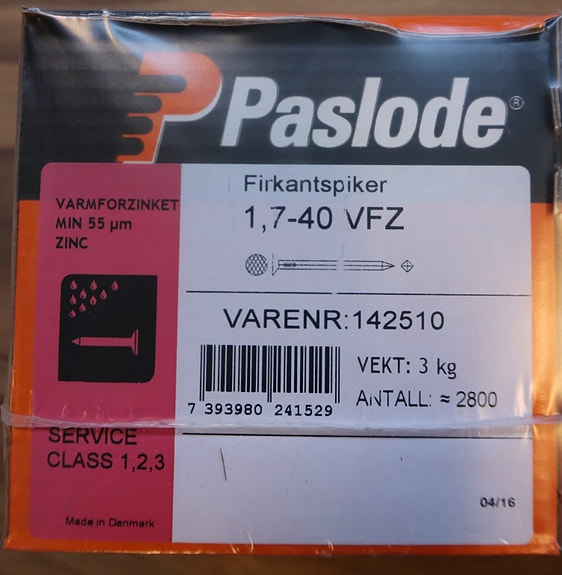 Paslode®
Firkantspiker
1,7-40 VFZ
VARMFORZINKET
MIN 55 µm
ZINC
VARENR:142510
VEKT: 3 kg
ANTALL: ≈ 2800
7 393980 241529
SERVICE
CLASS 1,2,3
04/16
Made in Denmark